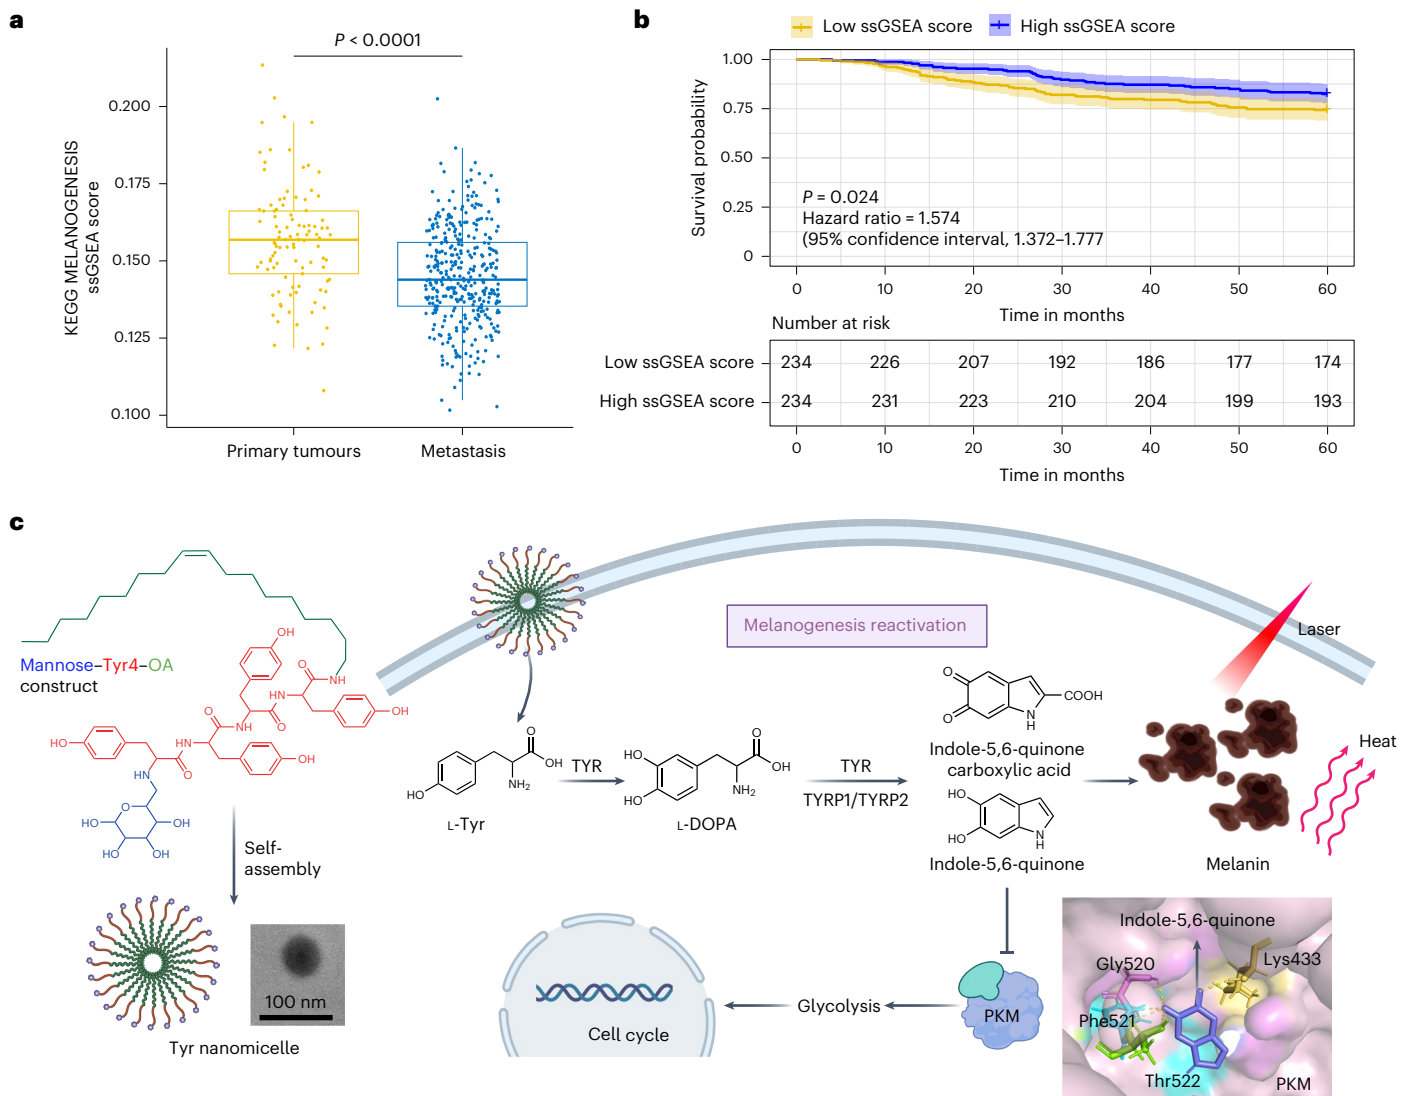 a
P < 0.0001
KEGG MELANOGENESIS
ssGSEA score
0.200
0.175
0.150
0.125
0.100
Primary tumours
Metastasis
b
Low ssGSEA score
High ssGSEA score
Survival probability
1.00
0.75
0.50
0.25
0
P = 0.024
Hazard ratio = 1.574
(95% confidence interval, 1.372–1.777
0 10 20 30 40 50 60
Time in months
Number at risk
Low ssGSEA score 234 226 207 192 186 177 174
High ssGSEA score 234 231 223 210 204 199 193
0 10 20 30 40 50 60
Time in months
c
Mannose–Tyr4–OA
construct
OH
O
NH
HN
O
OH
O
NH
O
HO
HN
O
OH
HN
O
OH
OH
HO
OH
Self-
assembly
100 nm
Tyr nanomicelle
Melanogenesis reactivation
Laser
O
OH
NH2
HO
L-Tyr
TYR
O
HO
OH
HO
NH2
L-DOPA
TYR
TYRP1/TYRP2
O
O
COOH
N
H
Indole-5,6-quinone
carboxylic acid
HO
HO
N
H
Indole-5,6-quinone
Heat
Melanin
Cell cycle
Glycolysis
PKM
Indole-5,6-quinone
Gly520
Lys433
Phe521
Thr522
PKM